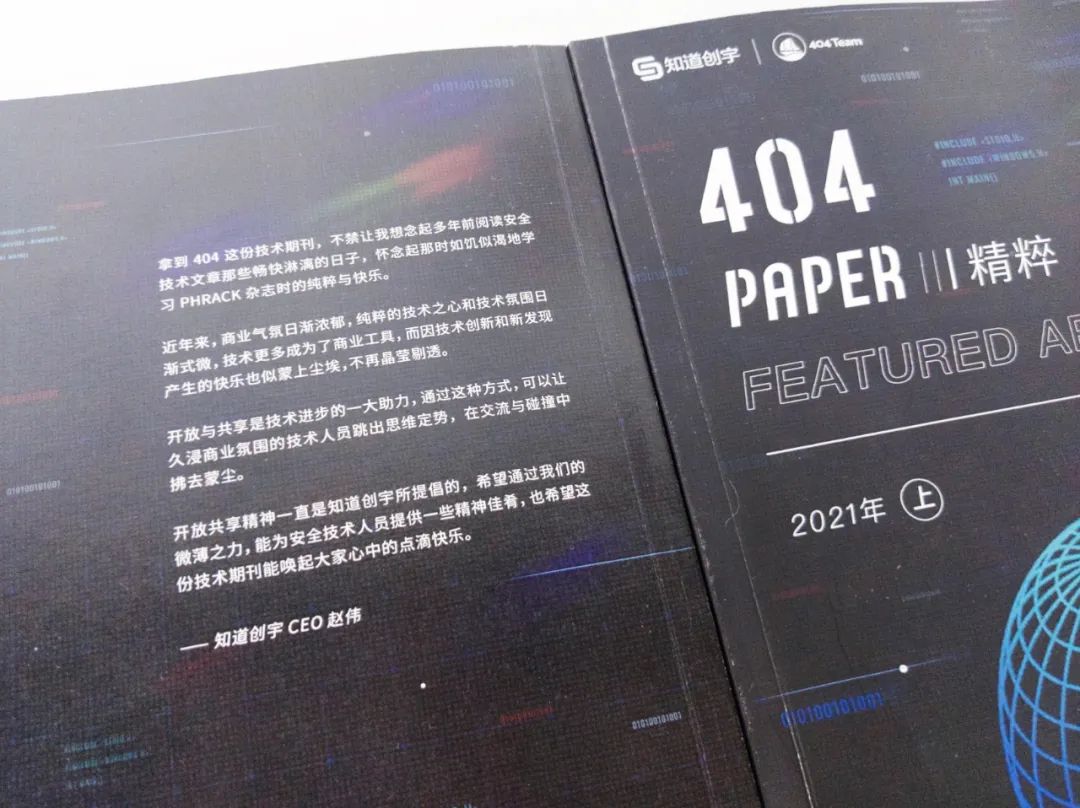 拿到 404 这份技术期刊，不禁让我想念起多年前阅读安全
技术文章那些畅快淋漓的日子，怀念起那时如饥似渴地学
习 PHRACK 杂志时的纯粹与快乐。
近年来，商业气氛日渐浓郁，纯粹的技术之心和技术氛围日
渐式微，技术更多成为了商业工具，而因技术创新和新发现
产生的快乐也似蒙上尘埃，不再晶莹剔透。
开放与共享是技术进步的一大助力，通过这种方式，可以让
久浸商业氛围的技术人员跳出思维定势，在交流与碰撞中
拂去蒙尘。
开放共享精神一直是知道创宇所提倡的，希望通过我们的
微薄之力，能为安全技术人员提供一些精神佳肴，也希望这
份技术期刊能唤起大家心中的点滴快乐。
—— 知道创宇 CEO 赵伟
010100101001
010100101001
010100101001
知道创宇 | 404 Team
010100101001
#INCLUDE <STDIO.H>
#INCLUDE <WINDOWS.H>
INT MAIN()
404
PAPER 精粹
FEATURED
2021年 上
010100101001